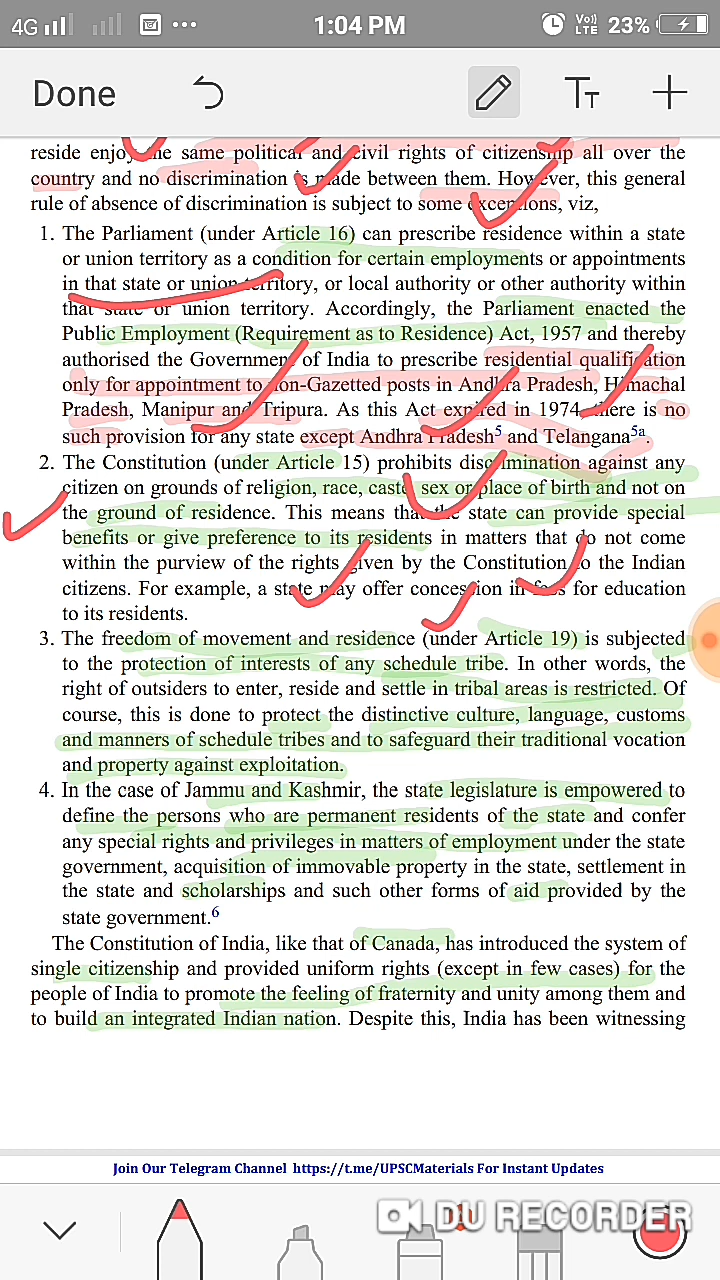 4G 1:04 PM Vo)) LTE 23%
Done TT
reside enjoy the same political and civil rights of citizenship all over the
country and no discrimination is made between them. However, this general
rule of absence of discrimination is subject to some exceptions, viz,
1. The Parliament (under Article 16) can prescribe residence within a state
or union territory as a condition for certain employments or appointments
in that state or union territory, or local authority or other authority within
that state or union territory. Accordingly, the Parliament enacted the
Public Employment (Requirement as to Residence) Act, 1957 and thereby
authorised the Government of India to prescribe residential qualification
only for appointment to non-Gazetted posts in Andhra Pradesh, Himachal
Pradesh, Manipur and Tripura. As this Act expired in 1974, there is no
such provision for any state except Andhra Pradesh5 and Telangana5a.
2. The Constitution (under Article 15) prohibits discrimination against any
citizen on grounds of religion, race, caste, sex or place of birth and not on
the ground of residence. This means that the state can provide special
benefits or give preference to its residents in matters that do not come
within the purview of the rights given by the Constitution to the Indian
citizens. For example, a state may offer concession in fees for education
to its residents.
3. The freedom of movement and residence (under Article 19) is subjected
to the protection of interests of any schedule tribe. In other words, the
right of outsiders to enter, reside and settle in tribal areas is restricted. Of
course, this is done to protect the distinctive culture, language, customs
and manners of schedule tribes and to safeguard their traditional vocation
and property against exploitation.
4. In the case of Jammu and Kashmir, the state legislature is empowered to
define the persons who are permanent residents of the state and confer
any special rights and privileges in matters of employment under the state
government, acquisition of immovable property in the state, settlement in
the state and scholarships and such other forms of aid provided by the
state government.6
The Constitution of India, like that of Canada, has introduced the system of
single citizenship and provided uniform rights (except in few cases) for the
people of India to promote the feeling of fraternity and unity among them and
to build an integrated Indian nation. Despite this, India has been witnessing
Join Our Telegram Channel https://t.me/UPSCMaterials For Instant Updates
DU RECORDER